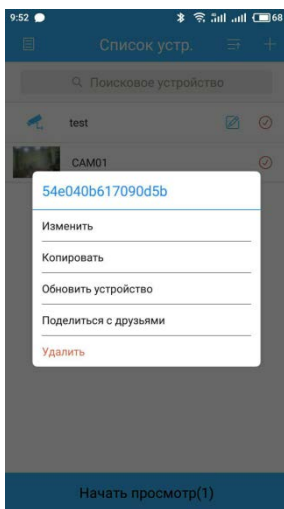 9:52 68
Список устр.
Поисковое устройство
test
CAM01
54e040b617090d5b
Изменить
Копировать
Обновить устройство
Поделиться с друзьями
Удалить
Начать просмотр(1)